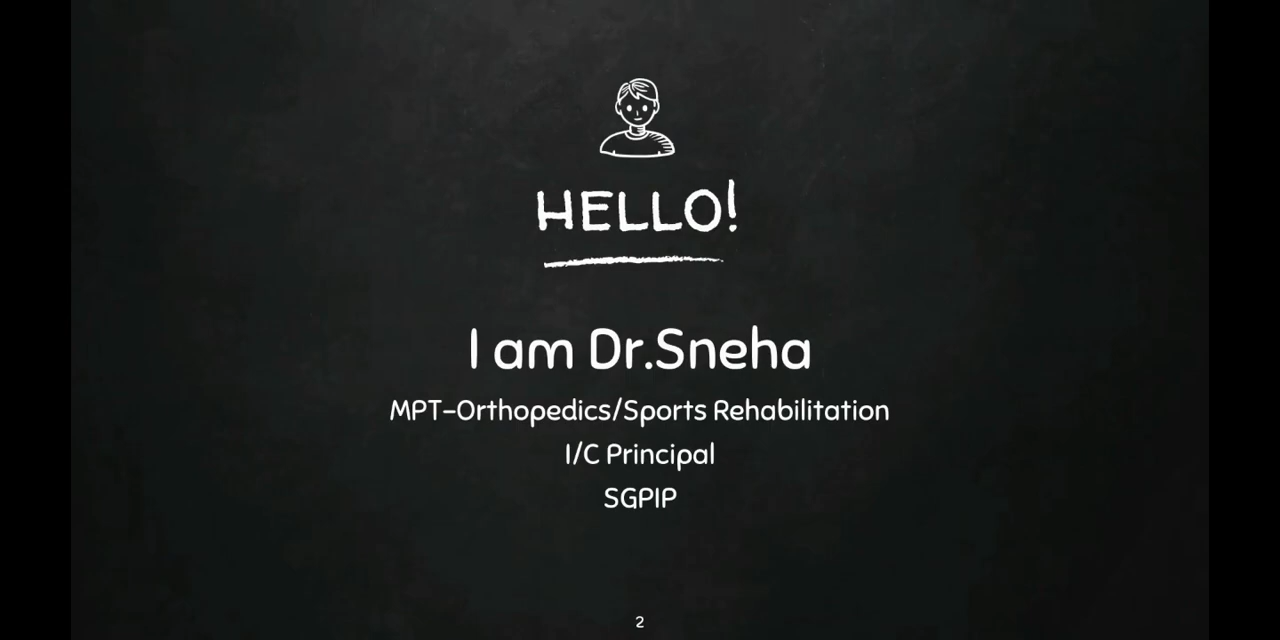 HELLO!
I am Dr.Sneha
MPT-Orthopedics/Sports Rehabilitation
I/C Principal
SGPIP
2